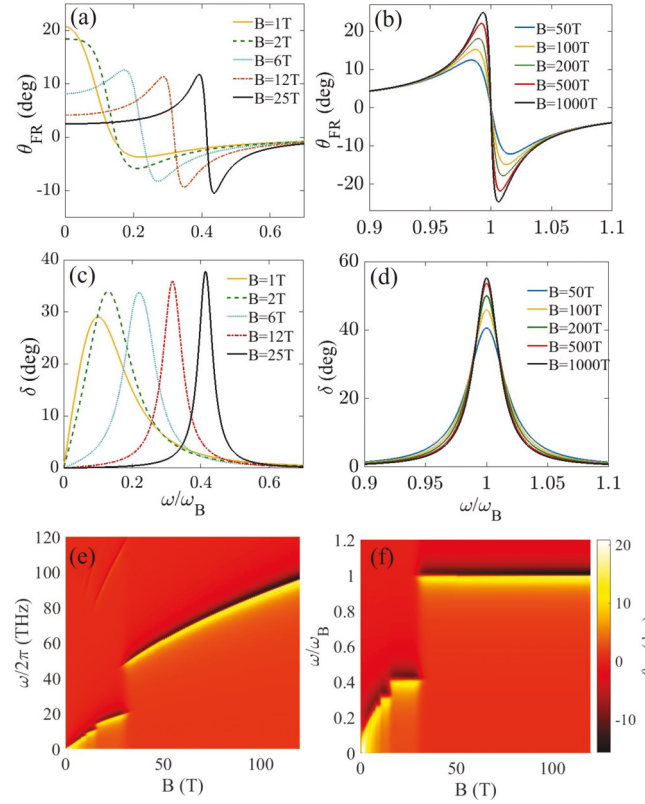 (a)
B=1T
B=2T
B=6T
B=12T
B=25T
θFR (deg)
20
10
0
-10
0 0.2 0.4 0.6
(b)
B=50T
B=100T
B=200T
B=500T
B=1000T
θFR (deg)
20
10
0
-10
-20
0.9 0.95 1 1.05 1.1
(c)
B=1T
B=2T
B=6T
B=12T
B=25T
δ (deg)
40
30
20
10
0
0 0.2 0.4 0.6
ω/ωB
(d)
B=50T
B=100T
B=200T
B=500T
B=1000T
δ (deg)
60
40
20
0
0.9 0.95 1 1.05 1.1
ω/ωB
(e)
ω/2π (THz)
120
100
80
60
40
20
0
0 50 100
B (T)
(f)
ω/ωB
1.2
1
0.8
0.6
0.4
0.2
0
0 50 100
B (T)
20
10
0
-10